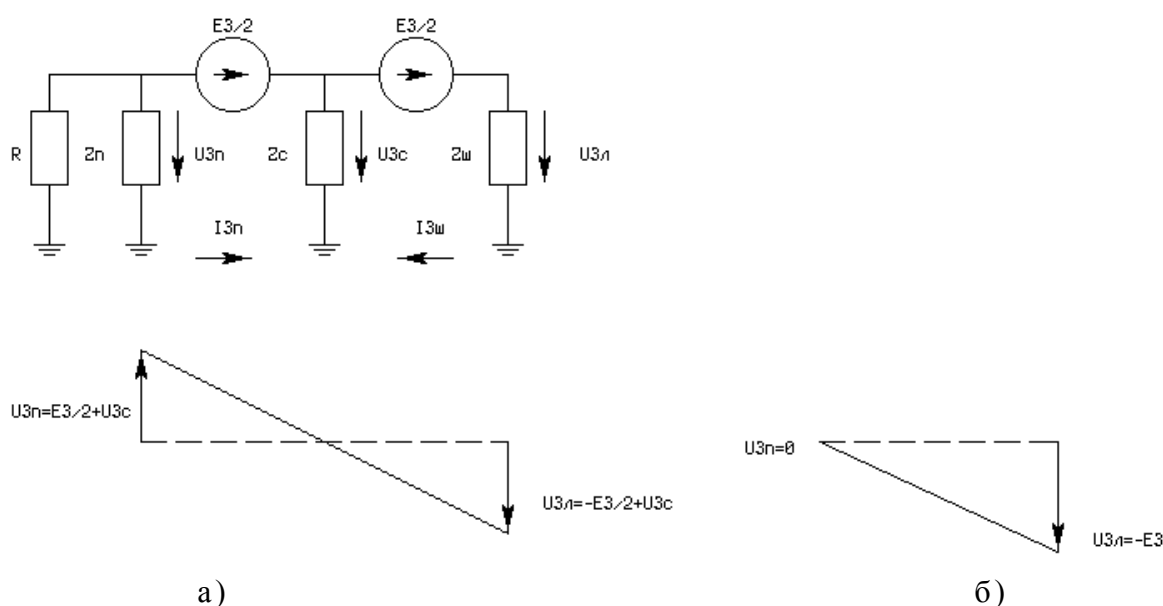 E3/2 E3/2
R Zп U3п Zс U3с Zш U3л
I3п I3ш
U3п=E3/2+U3с
U3п=0
U3л=-E3/2+U3с
U3л=-E3
а) б)